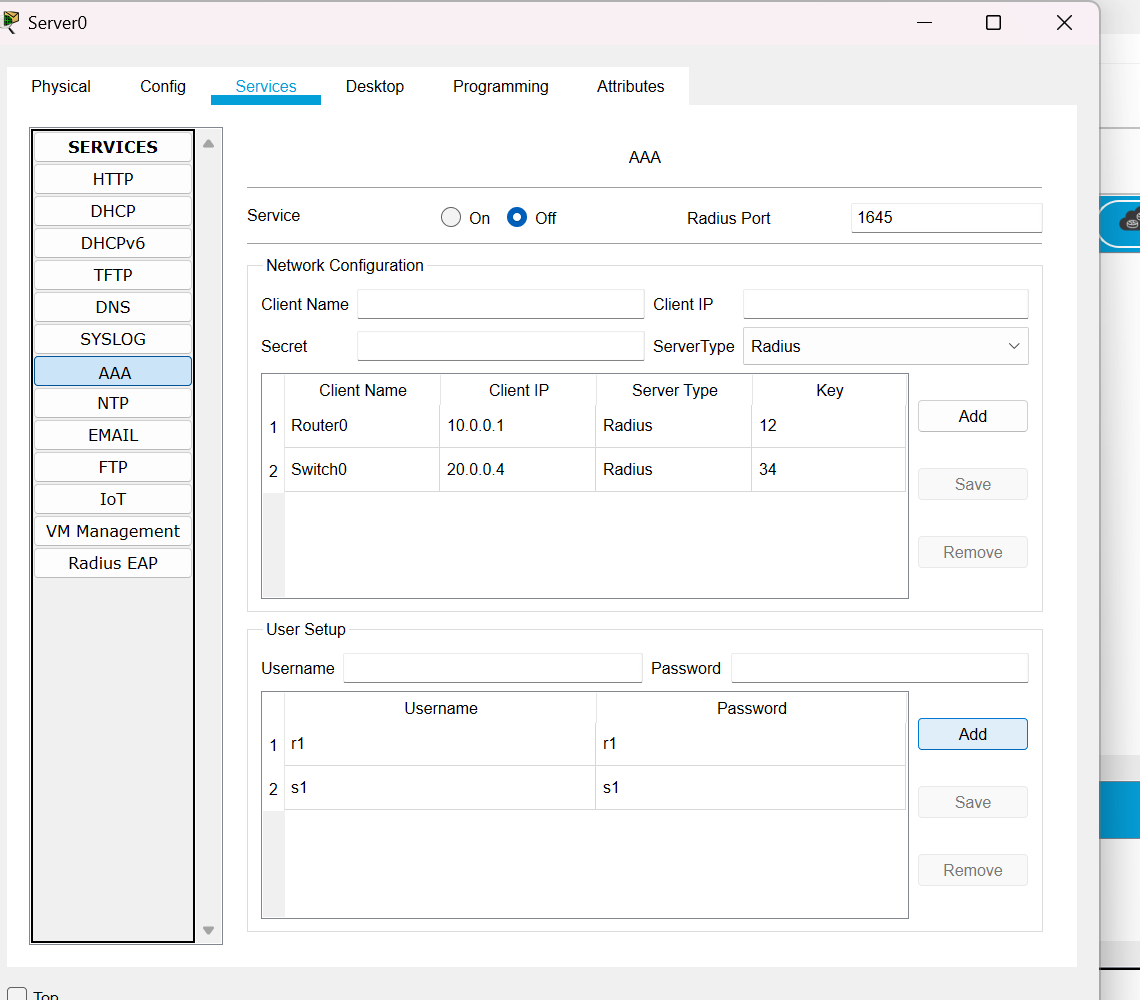 Server0
Physical Config Services Desktop Programming Attributes
SERVICES
HTTP
DHCP
DHCPv6
TFTP
DNS
SYSLOG
AAA
NTP
EMAIL
FTP
IoT
VM Management
Radius EAP
AAA
Service On Off Radius Port 1645
Network Configuration
Client Name Client IP
Secret ServerType Radius
Client Name Client IP Server Type Key
1 Router0 10.0.0.1 Radius 12
2 Switch0 20.0.0.4 Radius 34
Add
Save
Remove
User Setup
Username Password
Username Password
1 r1 r1
2 s1 s1
Add
Save
Remove
Top